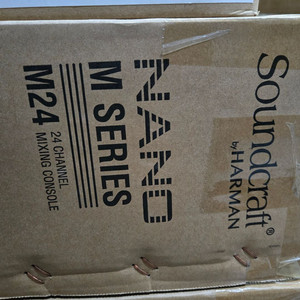 Soundcraft®
by HARMAN
NANO
M SERIES
M24
24 CHANNEL
MIXING CONSOLE